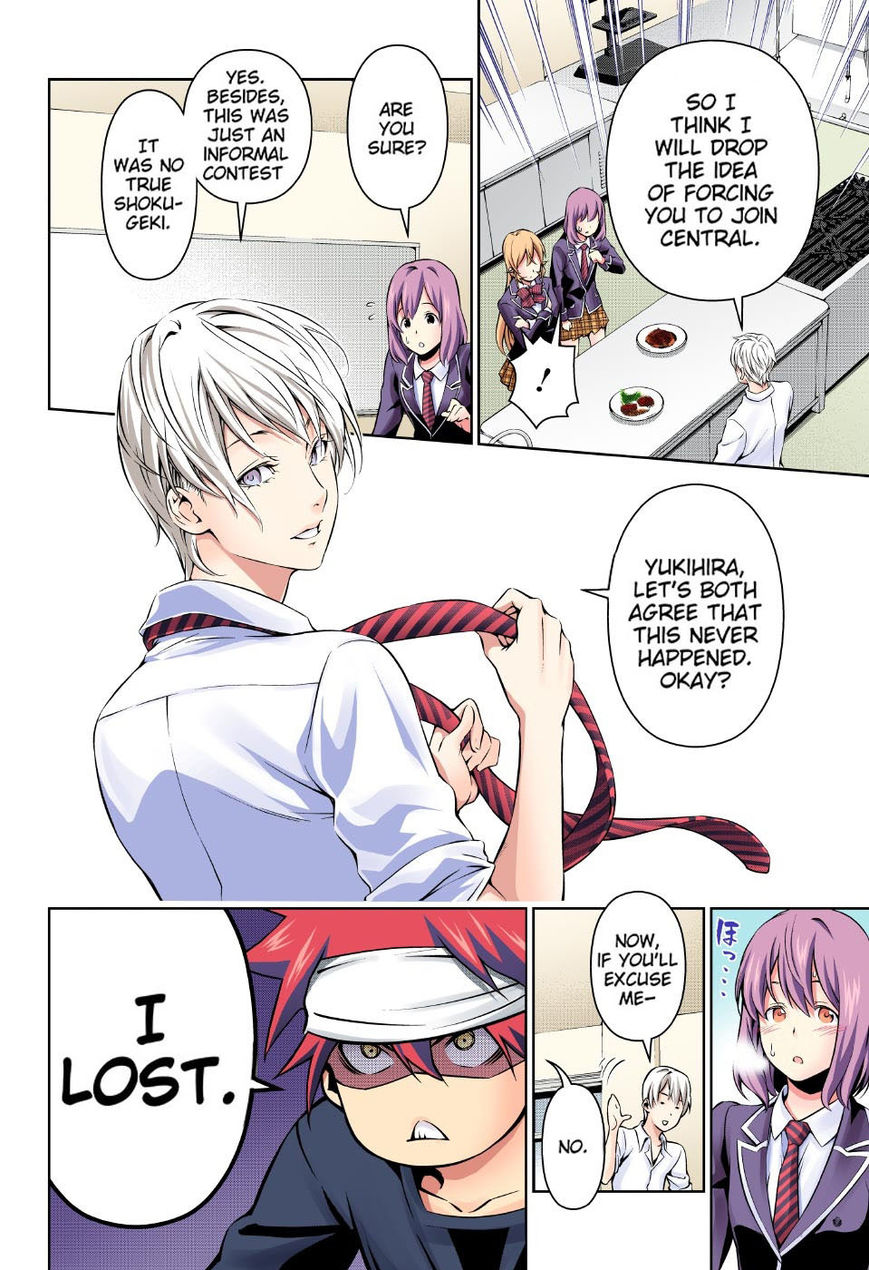 SO I
THINK I
WILL DROP
THE IDEA
OF FORCING
YOU TO JOIN
CENTRAL.
!
ARE
YOU
SURE?
YES.
BESIDES,
THIS WAS
JUST AN
INFORMAL
CONTEST
IT
WAS NO
TRUE
SHOKU-
GEKI.
YUKIHIRA,
LET'S BOTH
AGREE THAT
THIS NEVER
HAPPENED.
OKAY?
ほっ…
NOW,
IF YOU'LL
EXCUSE
ME-
NO.
I
LOST.